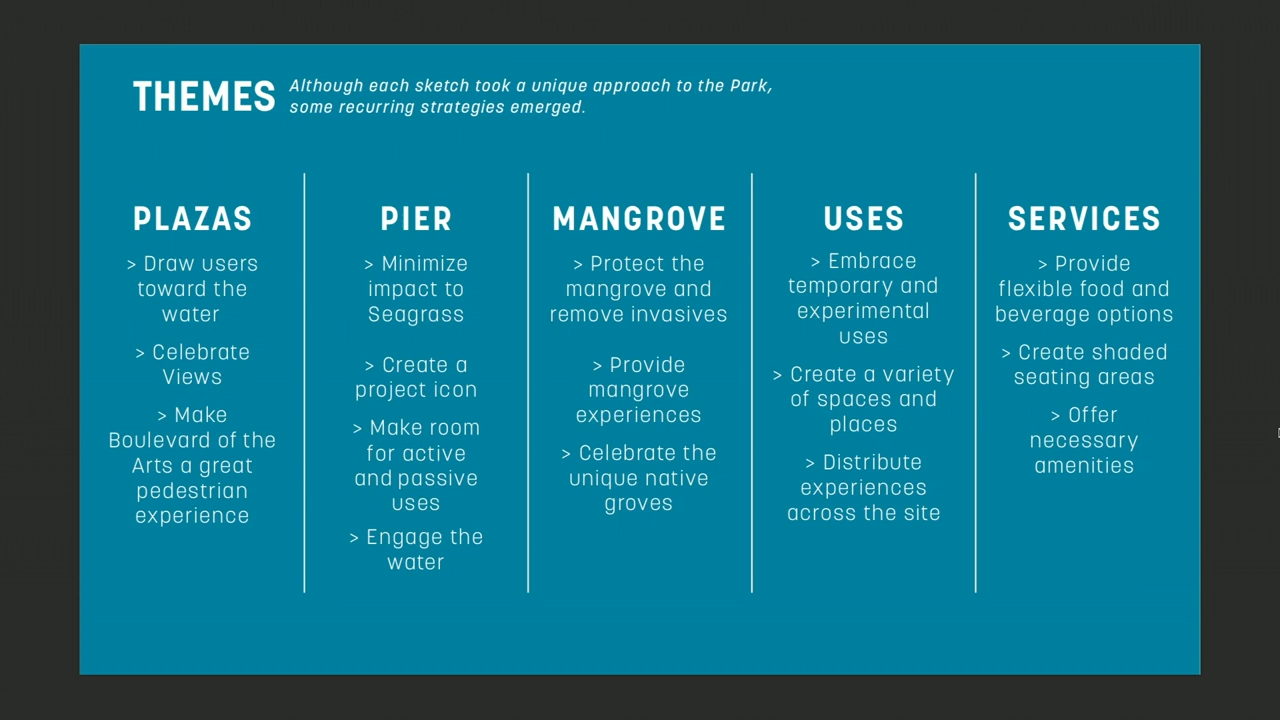 THEMES
Although each sketch took a unique approach to the Park,
some recurring strategies emerged.
PLAZAS
> Draw users
toward the
water
> Celebrate
Views
> Make
Boulevard of the
Arts a great
pedestrian
experience
PIER
> Minimize
impact to
Seagrass
> Create a
project icon
> Make room
for active
and passive
uses
> Engage the
water
MANGROVE
> Protect the
mangrove and
remove invasives
> Provide
mangrove
experiences
> Celebrate the
unique native
groves
USES
> Embrace
temporary and
experimental
uses
> Create a variety
of spaces and
places
> Distribute
experiences
across the site
SERVICES
> Provide
flexible food and
beverage options
> Create shaded
seating areas
> Offer
necessary
amenities